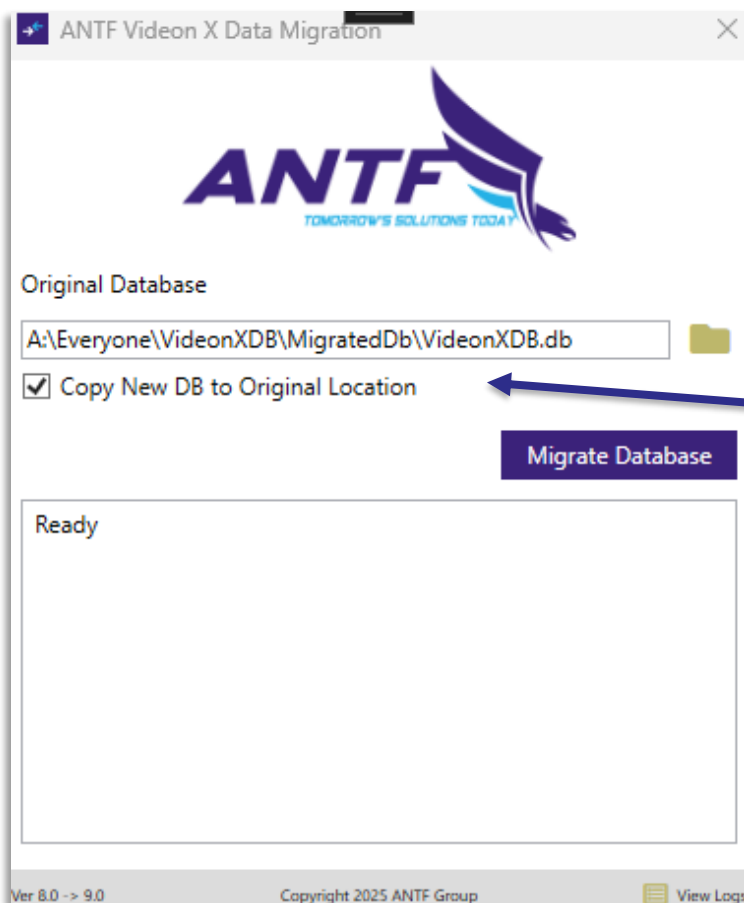 ANTF Videon X Data Migration
ANTF
TOMORROW'S SOLUTIONS TODAY
Original Database
A:\Everyone\VideonXDB\MigratedDb\VideonXDB.db
Copy New DB to Original Location
Migrate Database
Ready
Ver 8.0 -> 9.0 Copyright 2025 ANTF Group View Logs